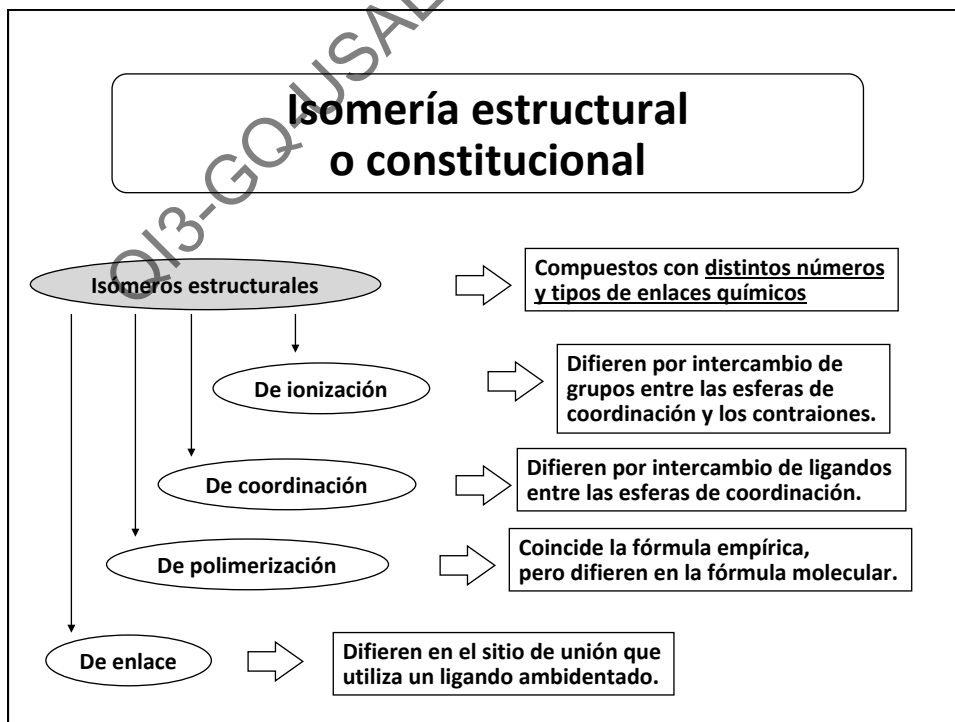 QI3-GQ-USAL
Isomería estructural
o constitucional
Isómeros estructurales
Compuestos con distintos números
y tipos de enlaces químicos
De ionización
Difieren por intercambio de
grupos entre las esferas de
coordinación y los contraiones.
De coordinación
Difieren por intercambio de ligandos
entre las esferas de coordinación.
De polimerización
Coincide la fórmula empírica,
pero difieren en la fórmula molecular.
De enlace
Difieren en el sitio de unión que
utiliza un ligando ambidentado.